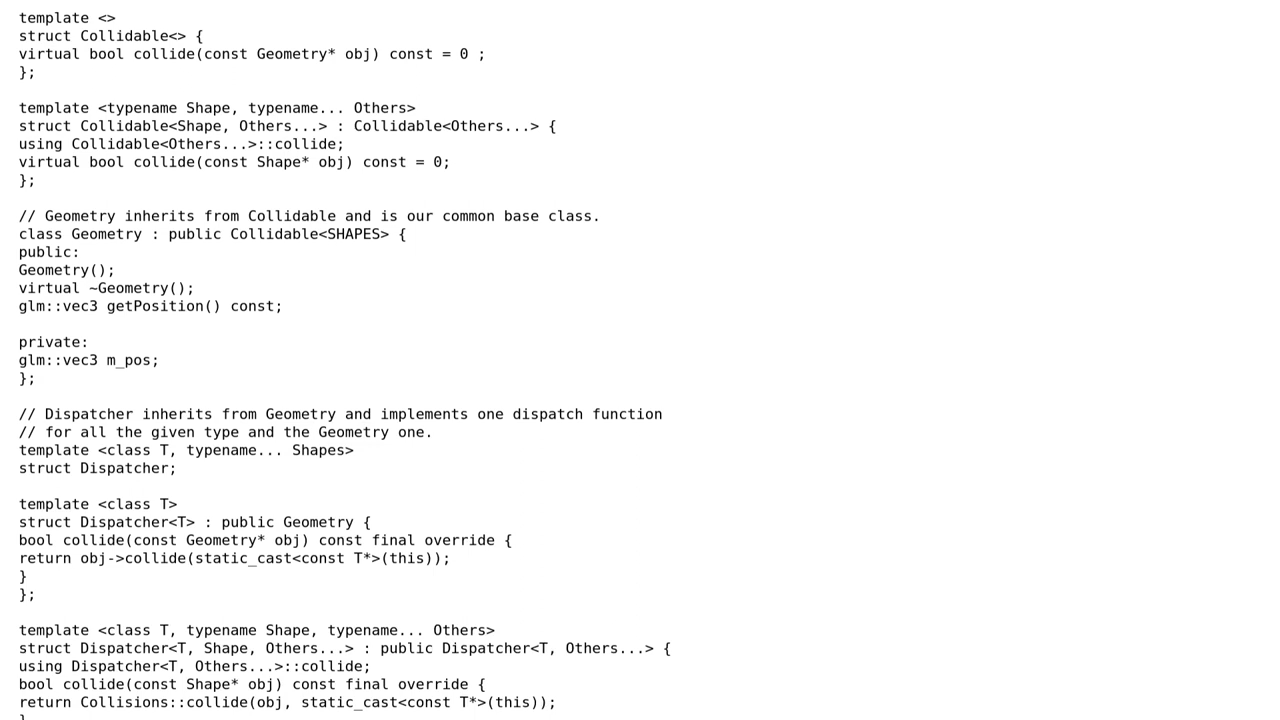 template <>
struct Collidable<> {
virtual bool collide(const Geometry* obj) const = 0 ;
};

template <typename Shape, typename... Others>
struct Collidable<Shape, Others...> : Collidable<Others...> {
using Collidable<Others...>::collide;
virtual bool collide(const Shape* obj) const = 0;
};

// Geometry inherits from Collidable and is our common base class.
class Geometry : public Collidable<SHAPES> {
public:
Geometry();
virtual ~Geometry();
glm::vec3 getPosition() const;

private:
glm::vec3 m_pos;
};

// Dispatcher inherits from Geometry and implements one dispatch function
// for all the given type and the Geometry one.
template <class T, typename... Shapes>
struct Dispatcher;

template <class T>
struct Dispatcher<T> : public Geometry {
bool collide(const Geometry* obj) const final override {
return obj->collide(static_cast<const T*>(this));
}
};

template <class T, typename Shape, typename... Others>
struct Dispatcher<T, Shape, Others...> : public Dispatcher<T, Others...> {
using Dispatcher<T, Others...>::collide;
bool collide(const Shape* obj) const final override {
return Collisions::collide(obj, static_cast<const T*>(this));
}